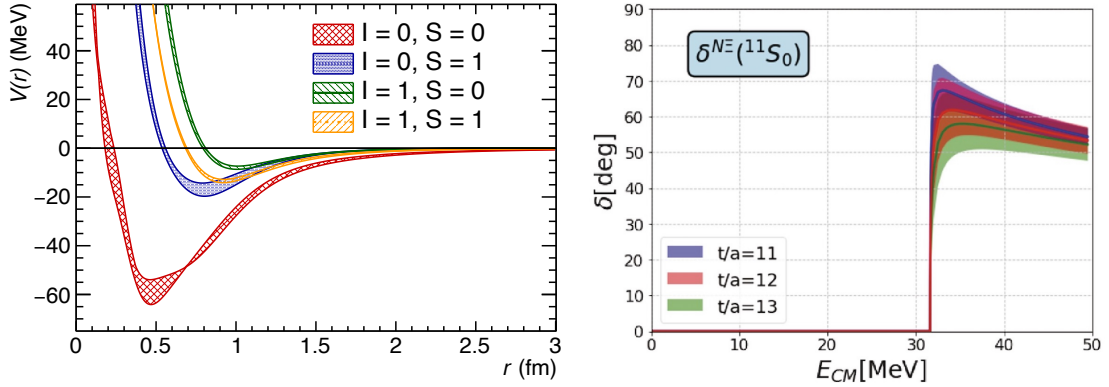 V(r) (MeV)
40
20
0
−20
−40
−60
0
0.5
1
1.5
2
2.5
3
r (fm)
I = 0, S = 0
I = 0, S = 1
I = 1, S = 0
I = 1, S = 1
δ[deg]
90
80
70
60
50
40
30
20
10
0
0
10
20
30
40
50
E_CM[MeV]
δ^{NΞ}(^{11}S_0)
t/a=11
t/a=12
t/a=13